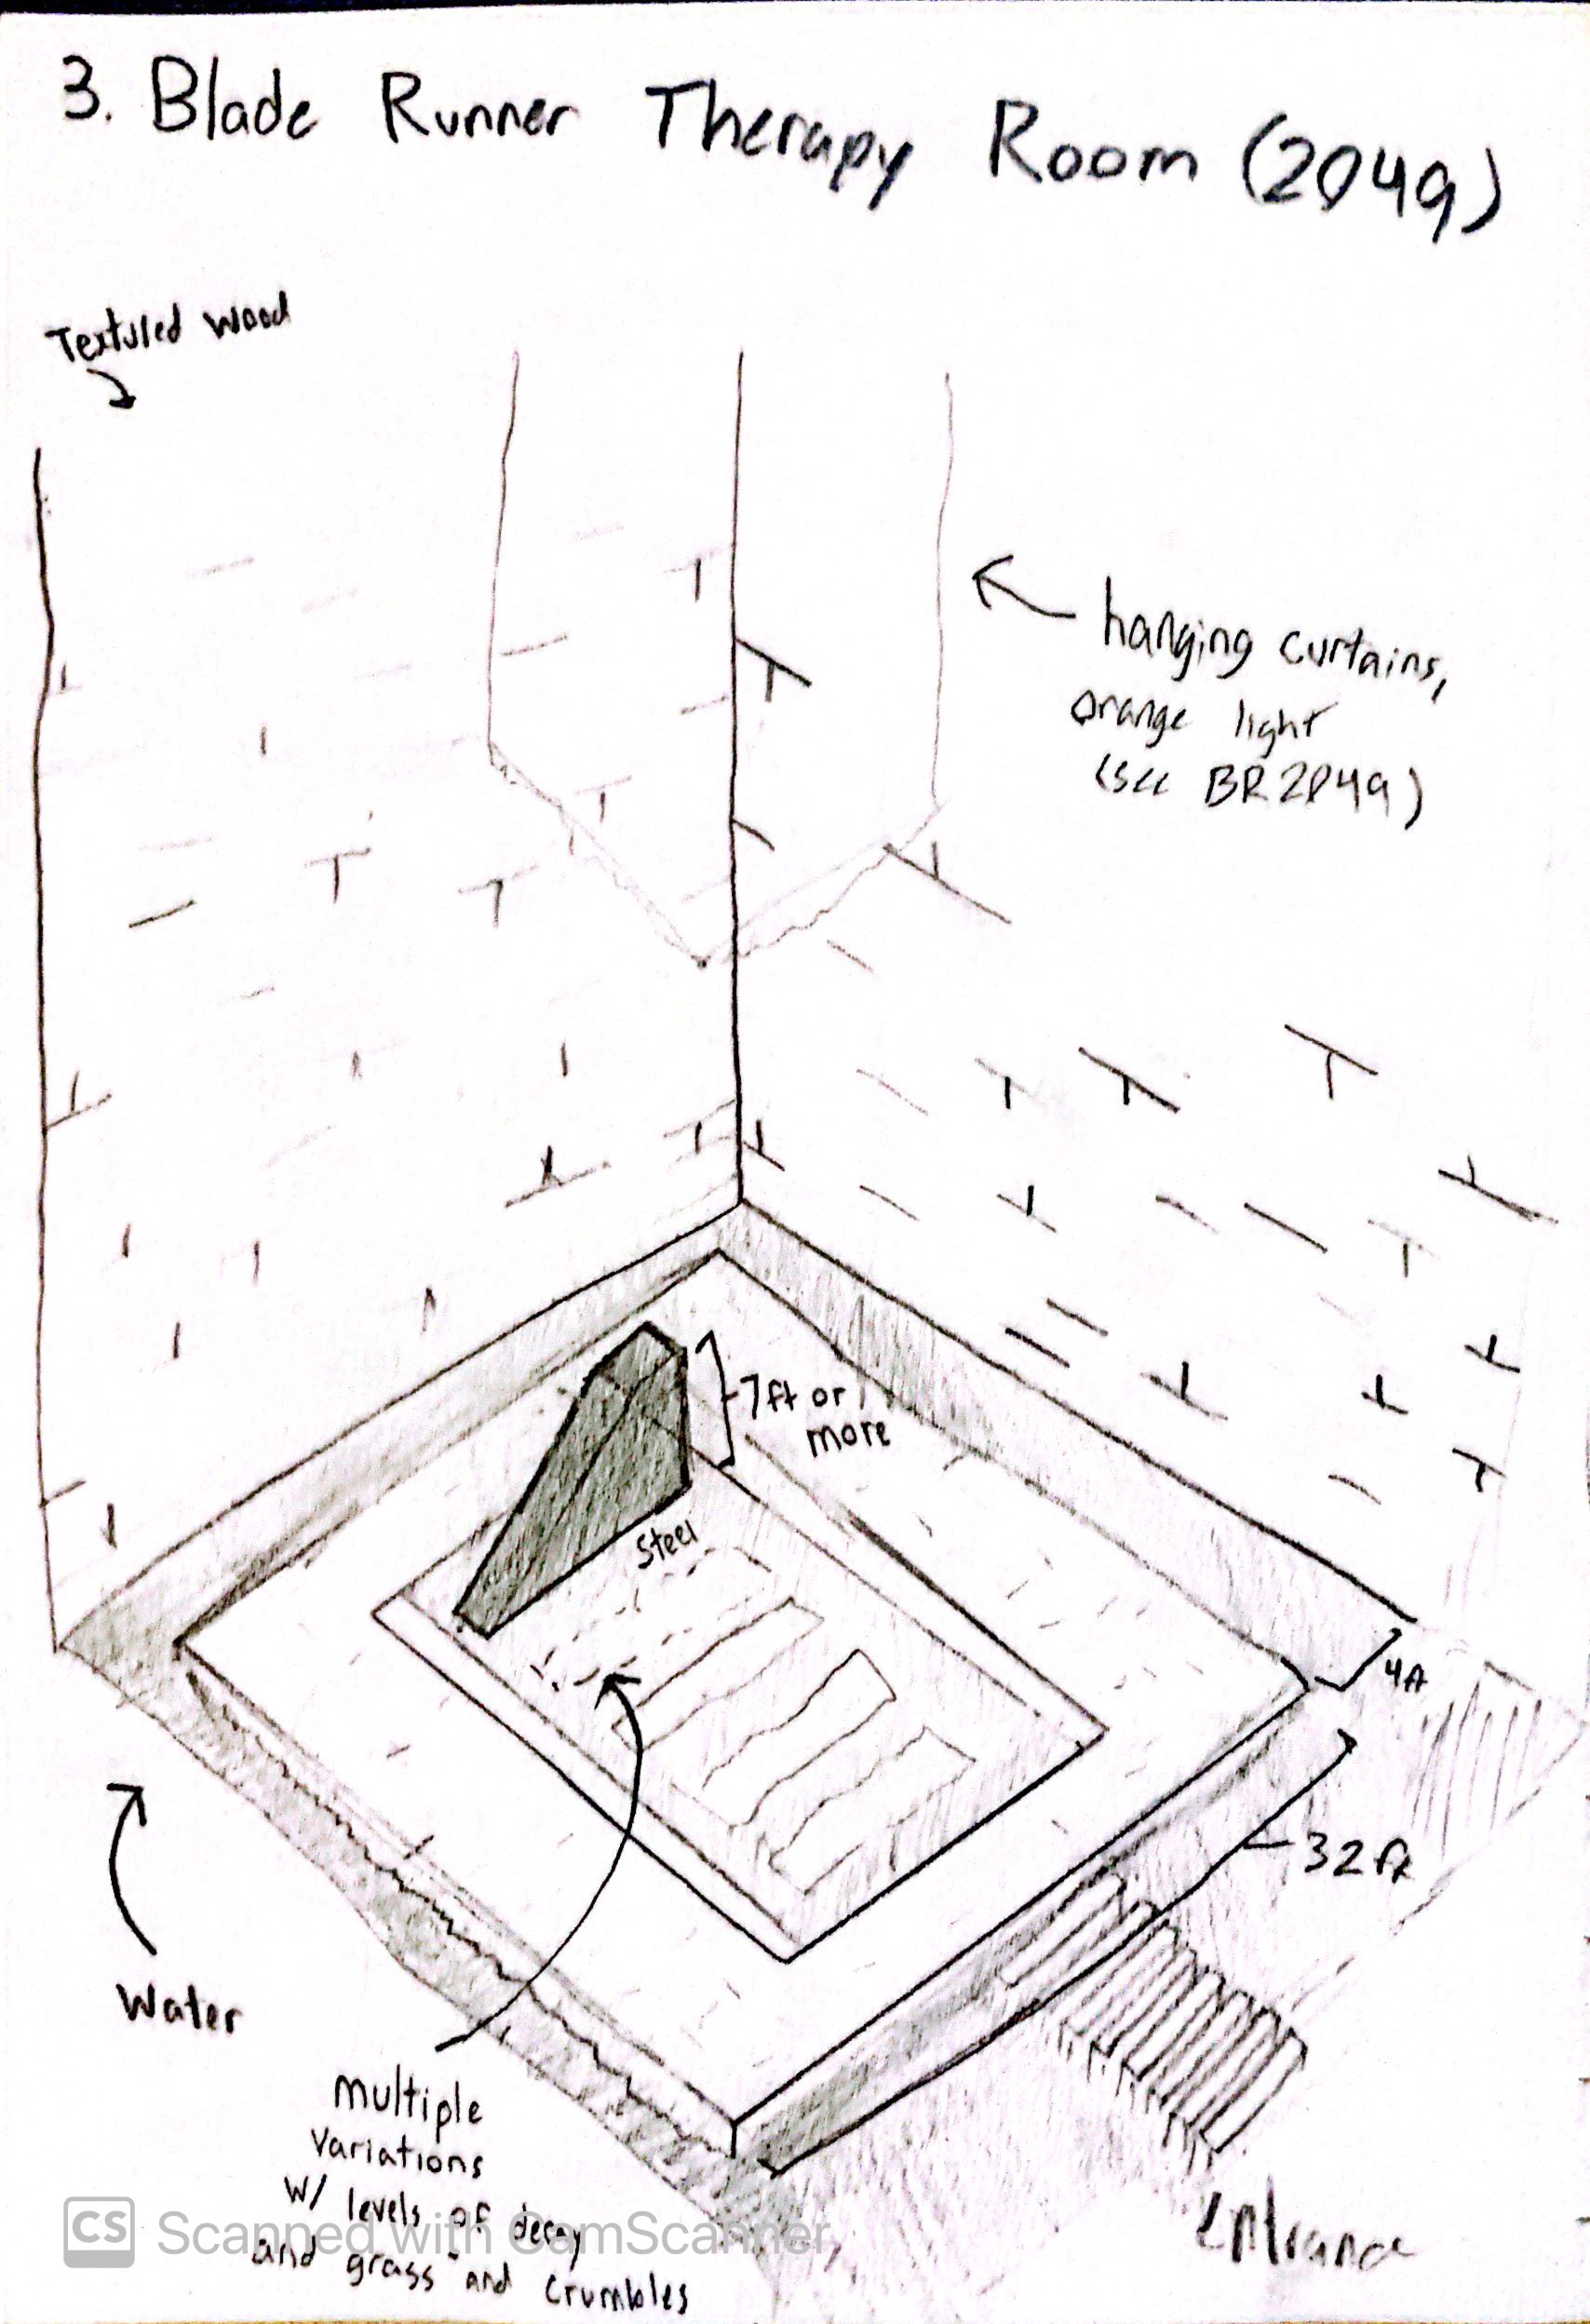 3. Blade Runner Therapy Room (2049)
Textured wood
hanging curtains,
orange light
(see BR2049)
7ft or
more
Steel
4ft
32ft
Water
multiple
variations
w/ levels of decay
and grass and crumbles
entrance
CS Scanned with CamScanner